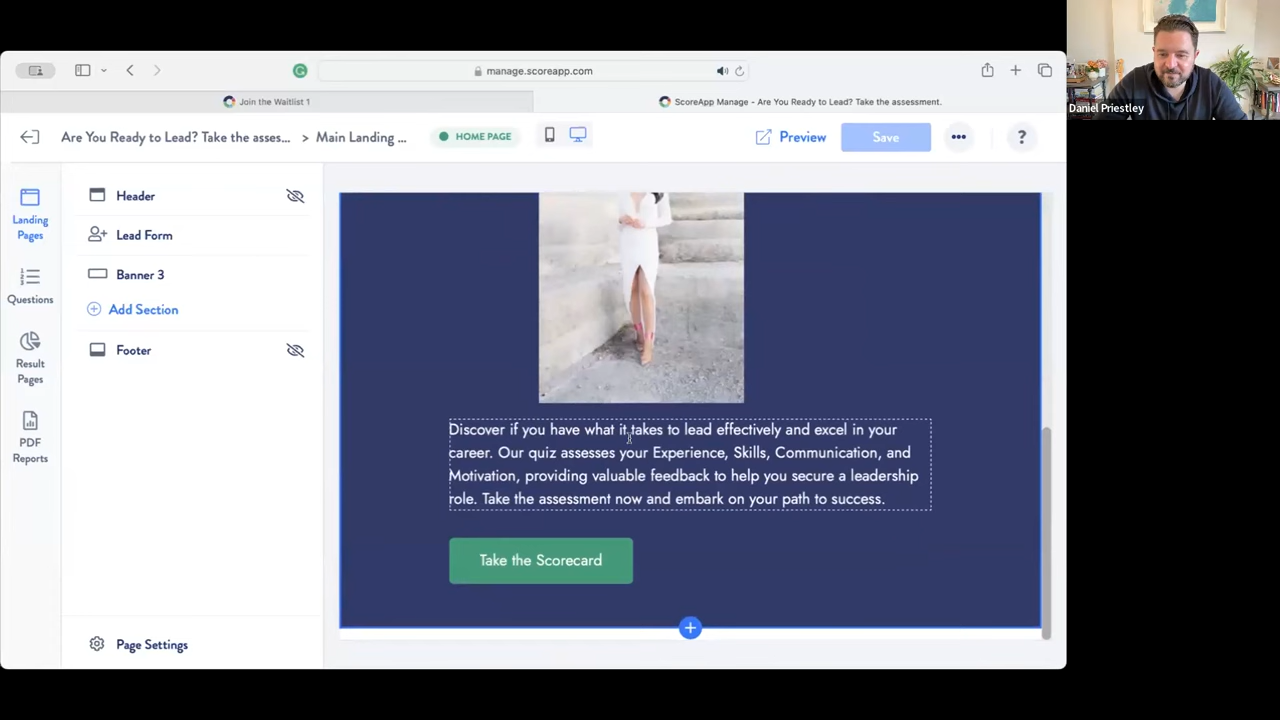 Daniel Priestley
manage.scoreapp.com
Join the Waitlist 1
ScoreApp Manage - Are You Ready to Lead? Take the assessment.
Are You Ready to Lead? Take the asses... > Main Landing ...
HOME PAGE
Preview
Save
•••
?
Landing
Pages
Questions
Result
Pages
PDF
Reports
Header
Lead Form
Banner 3
Add Section
Footer
Page Settings
Discover if you have what it takes to lead effectively and excel in your
career. Our quiz assesses your Experience, Skills, Communication, and
Motivation, providing valuable feedback to help you secure a leadership
role. Take the assessment now and embark on your path to success.
Take the Scorecard